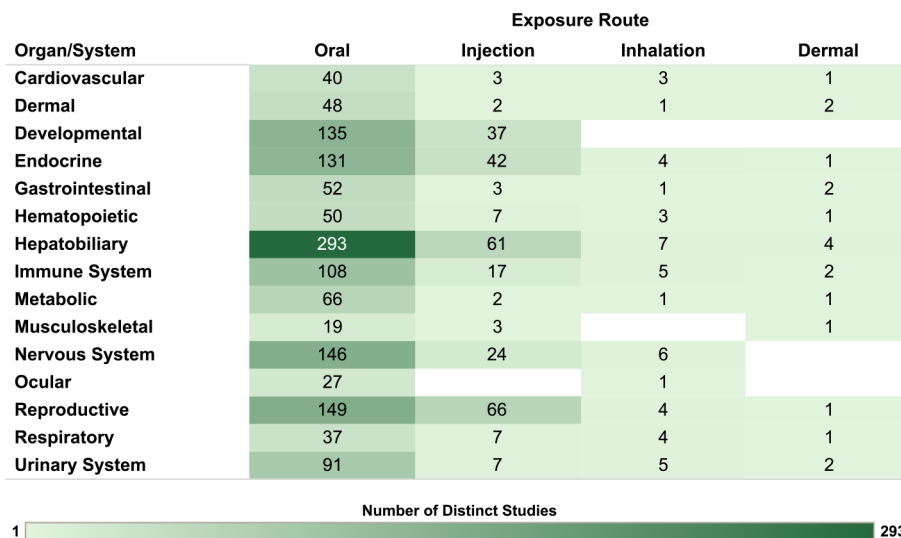 Exposure Route
Organ/System Oral Injection Inhalation Dermal
Cardiovascular 40 3 3 1
Dermal 48 2 1 2
Developmental 135 37
Endocrine 131 42 4 1
Gastrointestinal 52 3 1 2
Hematopoietic 50 7 3 1
Hepatobiliary 293 61 7 4
Immune System 108 17 5 2
Metabolic 66 2 1 1
Musculoskeletal 19 3 1
Nervous System 146 24 6
Ocular 27 1
Reproductive 149 66 4 1
Respiratory 37 7 4 1
Urinary System 91 7 5 2
Number of Distinct Studies
1 293